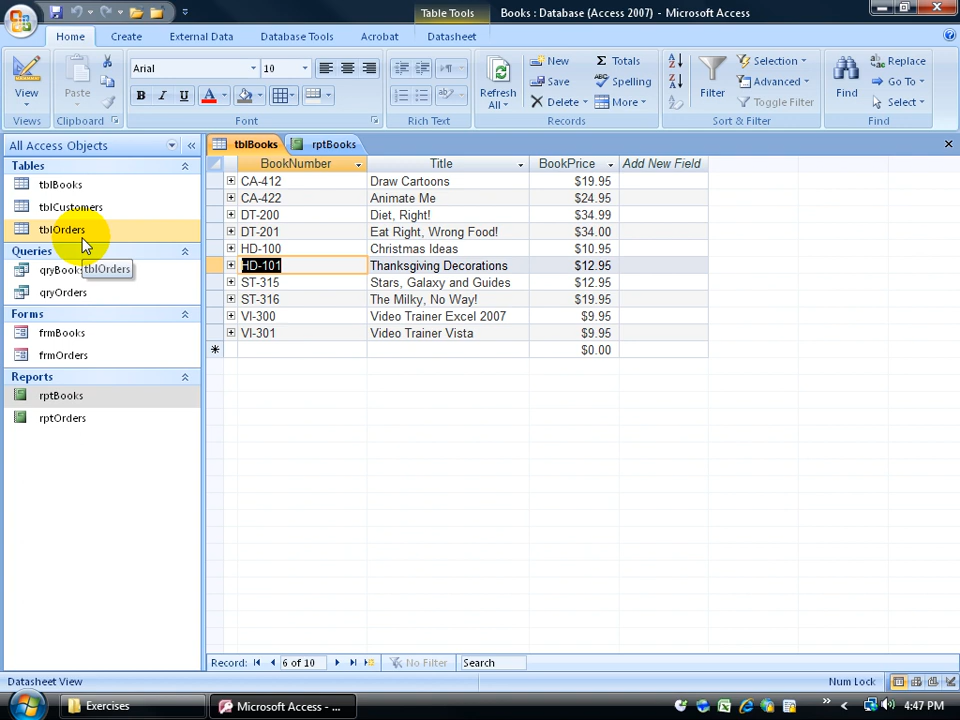 Table Tools
Books : Database (Access 2007) - Microsoft Access
Home
Create
External Data
Database Tools
Acrobat
Datasheet
View
Views
Paste
Clipboard
Arial
10
B I U A
Font
Rich Text
Refresh
All
New
Save
Delete
Totals
Spelling
More
Records
Filter
Selection
Advanced
Toggle Filter
Sort & Filter
Find
Replace
Go To
Select
Find
All Access Objects
Tables
tblBooks
tblCustomers
tblOrders
Queries
qryBook
tblOrders
qryOrders
Forms
frmBooks
frmOrders
Reports
rptBooks
rptOrders
tblBooks
rptBooks
BookNumber Title BookPrice Add New Field
CA-412 Draw Cartoons $19.95
CA-422 Animate Me $24.95
DT-200 Diet, Right! $34.99
DT-201 Eat Right, Wrong Food! $34.00
HD-100 Christmas Ideas $10.95
HD-101 Thanksgiving Decorations $12.95
ST-315 Stars, Galaxy and Guides $12.95
ST-316 The Milky, No Way! $19.95
VI-300 Video Trainer Excel 2007 $9.95
VI-301 Video Trainer Vista $9.95
$0.00
Record: 6 of 10 No Filter Search
Datasheet View
Num Lock
Exercises
Microsoft Access - ...
4:47 PM